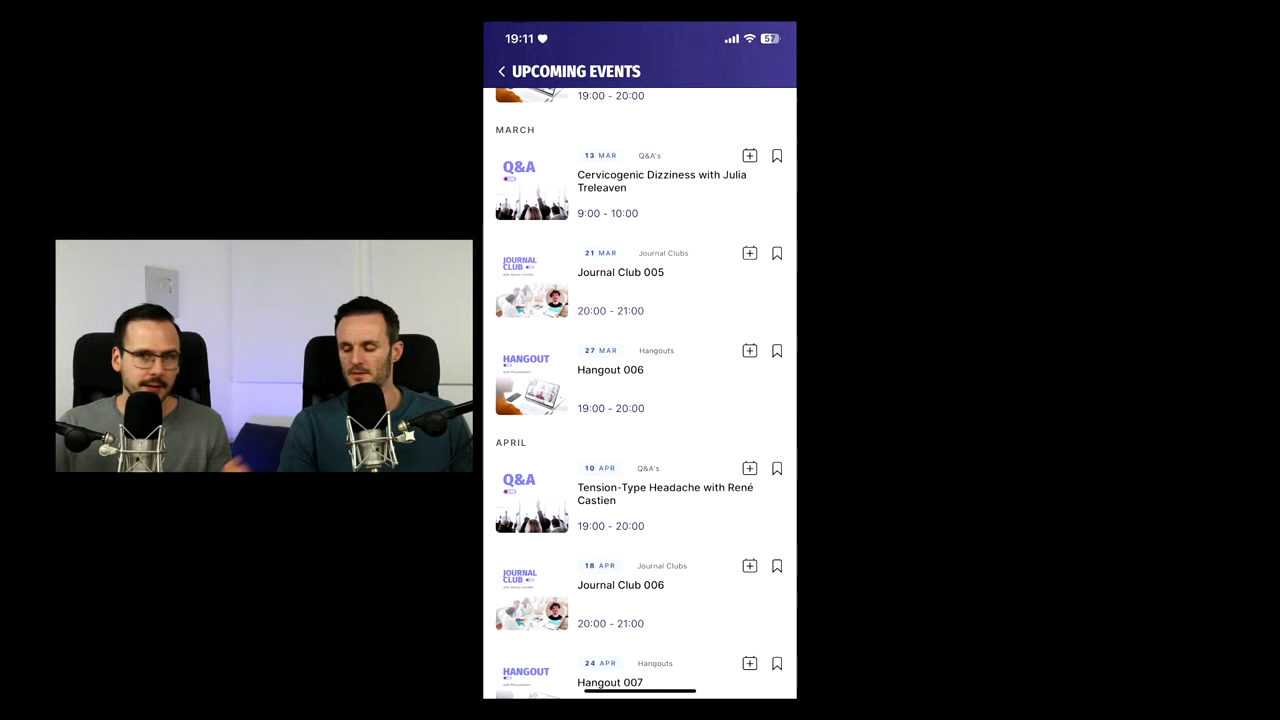 19:11
57
UPCOMING EVENTS
19:00 - 20:00
MARCH
Q&A
13 MAR
Q&A's
Cervicogenic Dizziness with Julia
Treleaven
9:00 - 10:00
JOURNAL
CLUB
21 MAR
Journal Clubs
Journal Club 005
20:00 - 21:00
HANGOUT
27 MAR
Hangouts
Hangout 006
19:00 - 20:00
APRIL
Q&A
10 APR
Q&A's
Tension-Type Headache with René
Castien
19:00 - 20:00
JOURNAL
CLUB
18 APR
Journal Clubs
Journal Club 006
20:00 - 21:00
HANGOUT
24 APR
Hangouts
Hangout 007